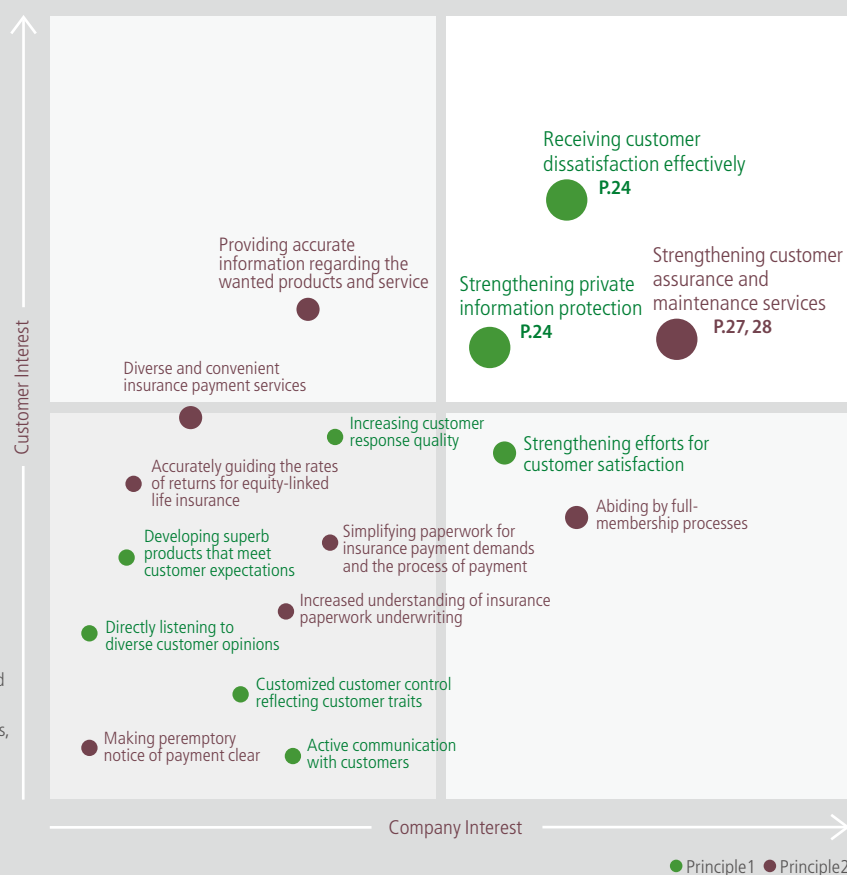 Receiving customer
dissatisfaction effectively
P.24
Providing accurate
information regarding the
wanted products and service
Strengthening customer
assurance and
maintenance services
P.27, 28
Strengthening private
information protection
P.24
Diverse and convenient
insurance payment services
Customer Interest
Increasing customer
response quality
Strengthening efforts for
customer satisfaction
Accurately guiding the rates
of returns for equity-linked
life insurance
Abiding by full-
membership processes
Developing superb
products that meet
customer expectations
Simplifying paperwork for
insurance payment demands
and the process of payment
Increased understanding of insurance
paperwork underwriting
Directly listening to
diverse customer opinions
Customized customer control
reflecting customer traits
Making peremptory
notice of payment clear
Active communication
with customers
Company Interest
Principle1 Principle2